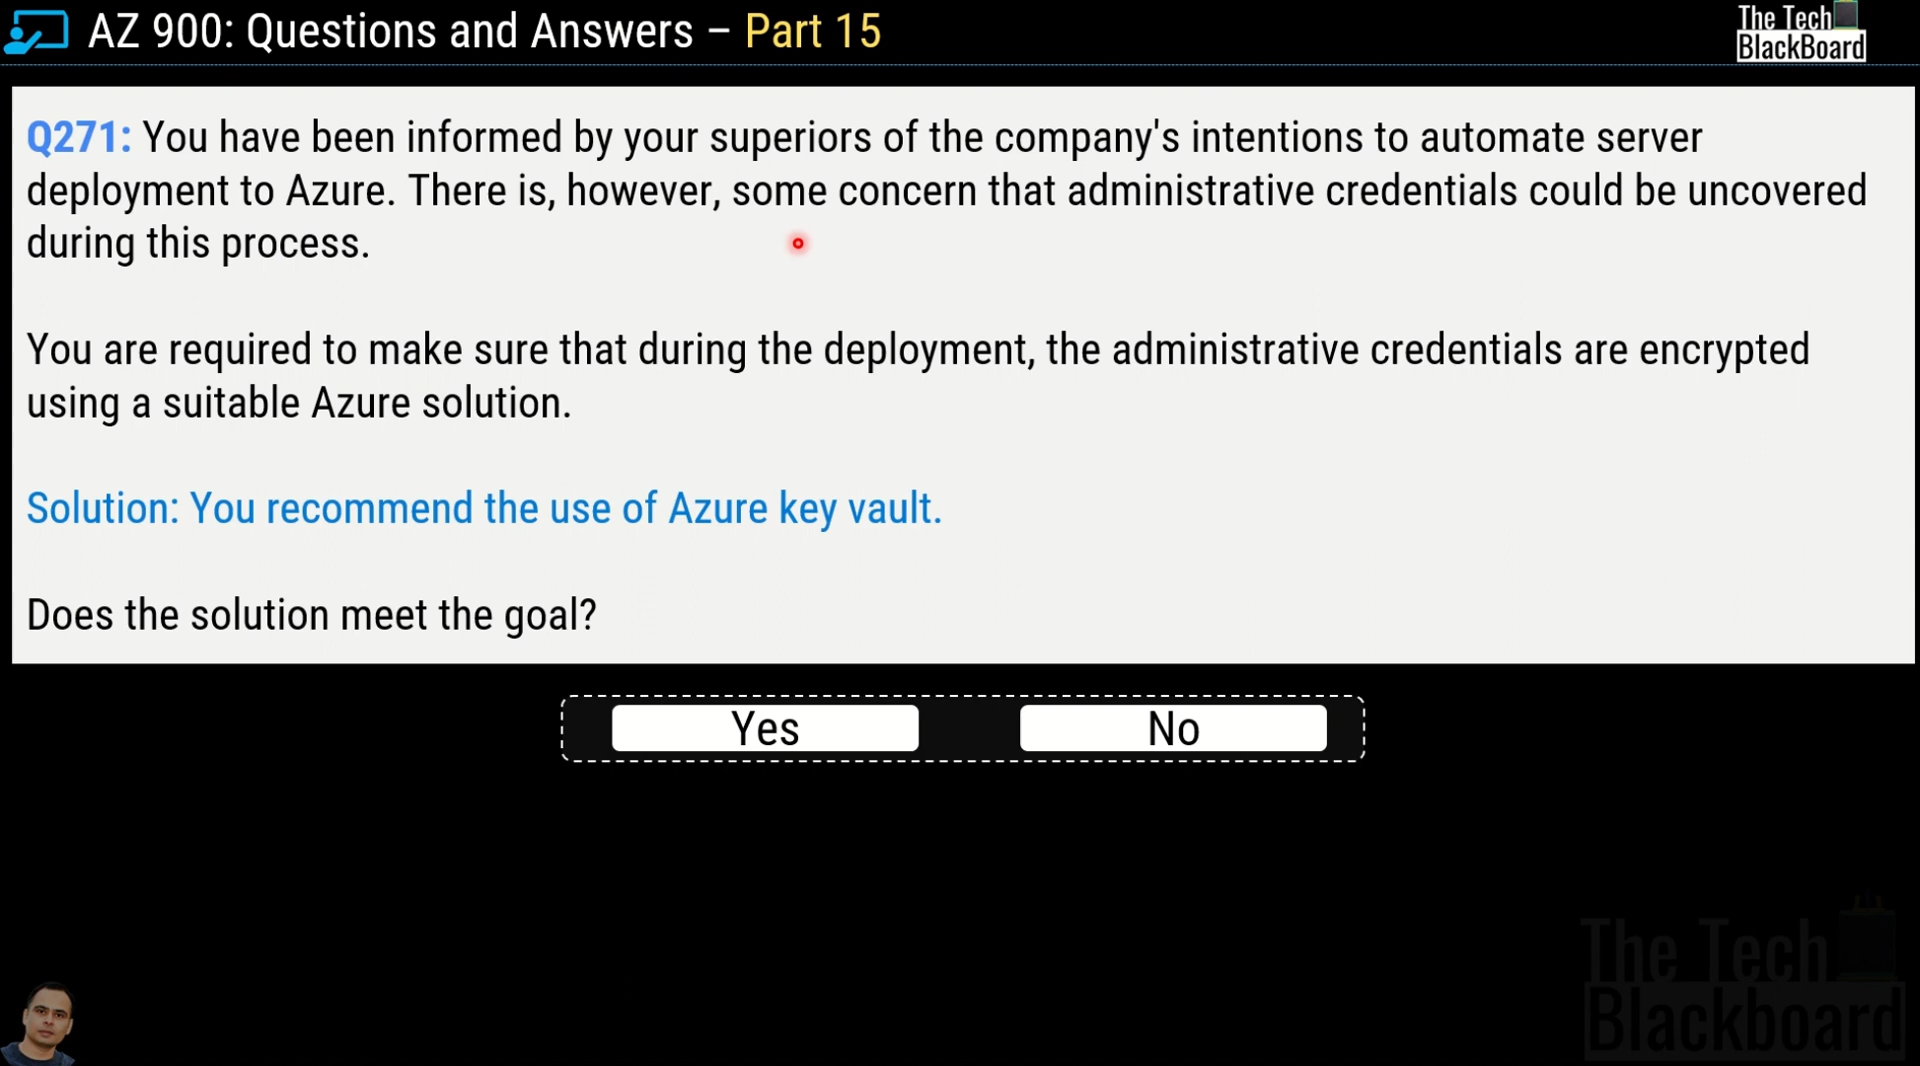 AZ 900: Questions and Answers – Part 15
The Tech
BlackBoard
Q271: You have been informed by your superiors of the company's intentions to automate server
deployment to Azure. There is, however, some concern that administrative credentials could be uncovered
during this process.
You are required to make sure that during the deployment, the administrative credentials are encrypted
using a suitable Azure solution.
Solution: You recommend the use of Azure key vault.
Does the solution meet the goal?
Yes
No
The Tech
Blackboard